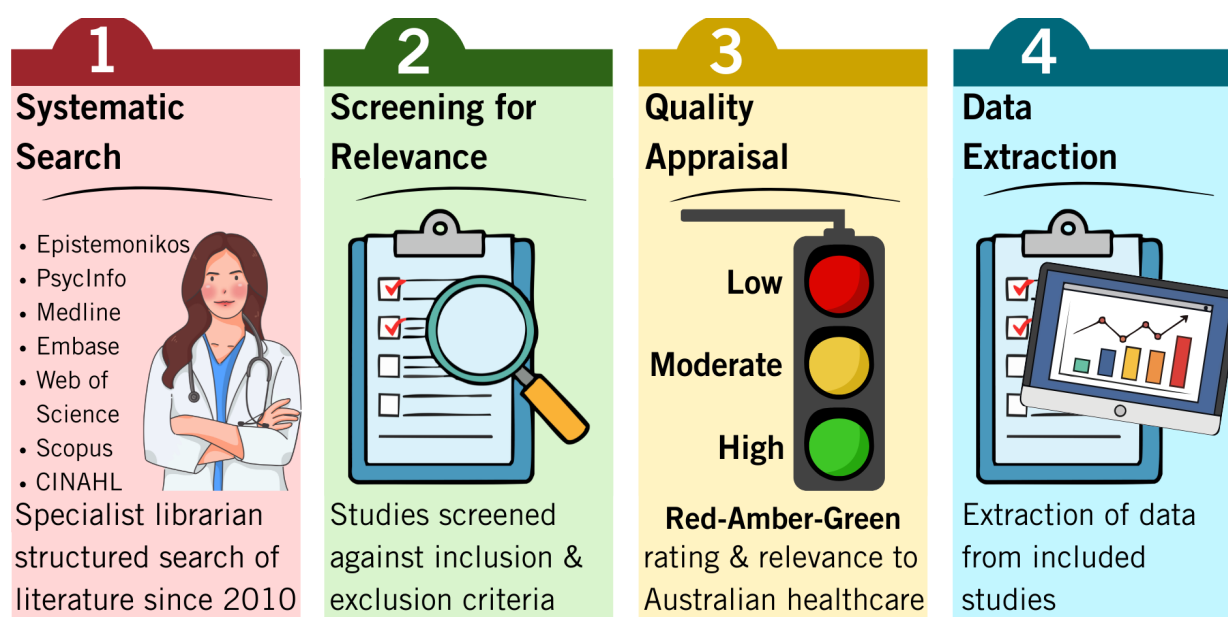 1
Systematic
Search
• Epistemonikos
• PsycInfo
• Medline
• Embase
• Web of
Science
• Scopus
• CINAHL
Specialist librarian
structured search of
literature since 2010
2
Screening for
Relevance
Studies screened
against inclusion &
exclusion criteria
3
Quality
Appraisal
Low
Moderate
High
Red-Amber-Green
rating & relevance to
Australian healthcare
4
Data
Extraction
Extraction of data
from included
studies